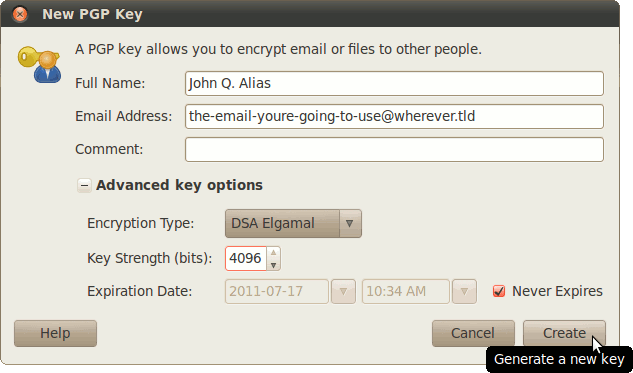 New PGP Key
A PGP key allows you to encrypt email or files to other people.
Full Name: John Q. Alias
Email Address: the-email-youre-going-to-use@wherever.tld
Comment:
Advanced key options
Encryption Type: DSA Elgamal
Key Strength (bits): 4096
Expiration Date: 2011-07-17 10:34 AM Never Expires
Help Cancel Create
Generate a new key